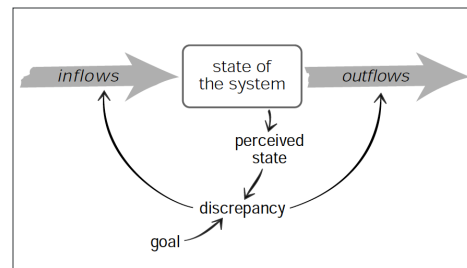 inflows
state of
the system
outflows
perceived
state
discrepancy
goal